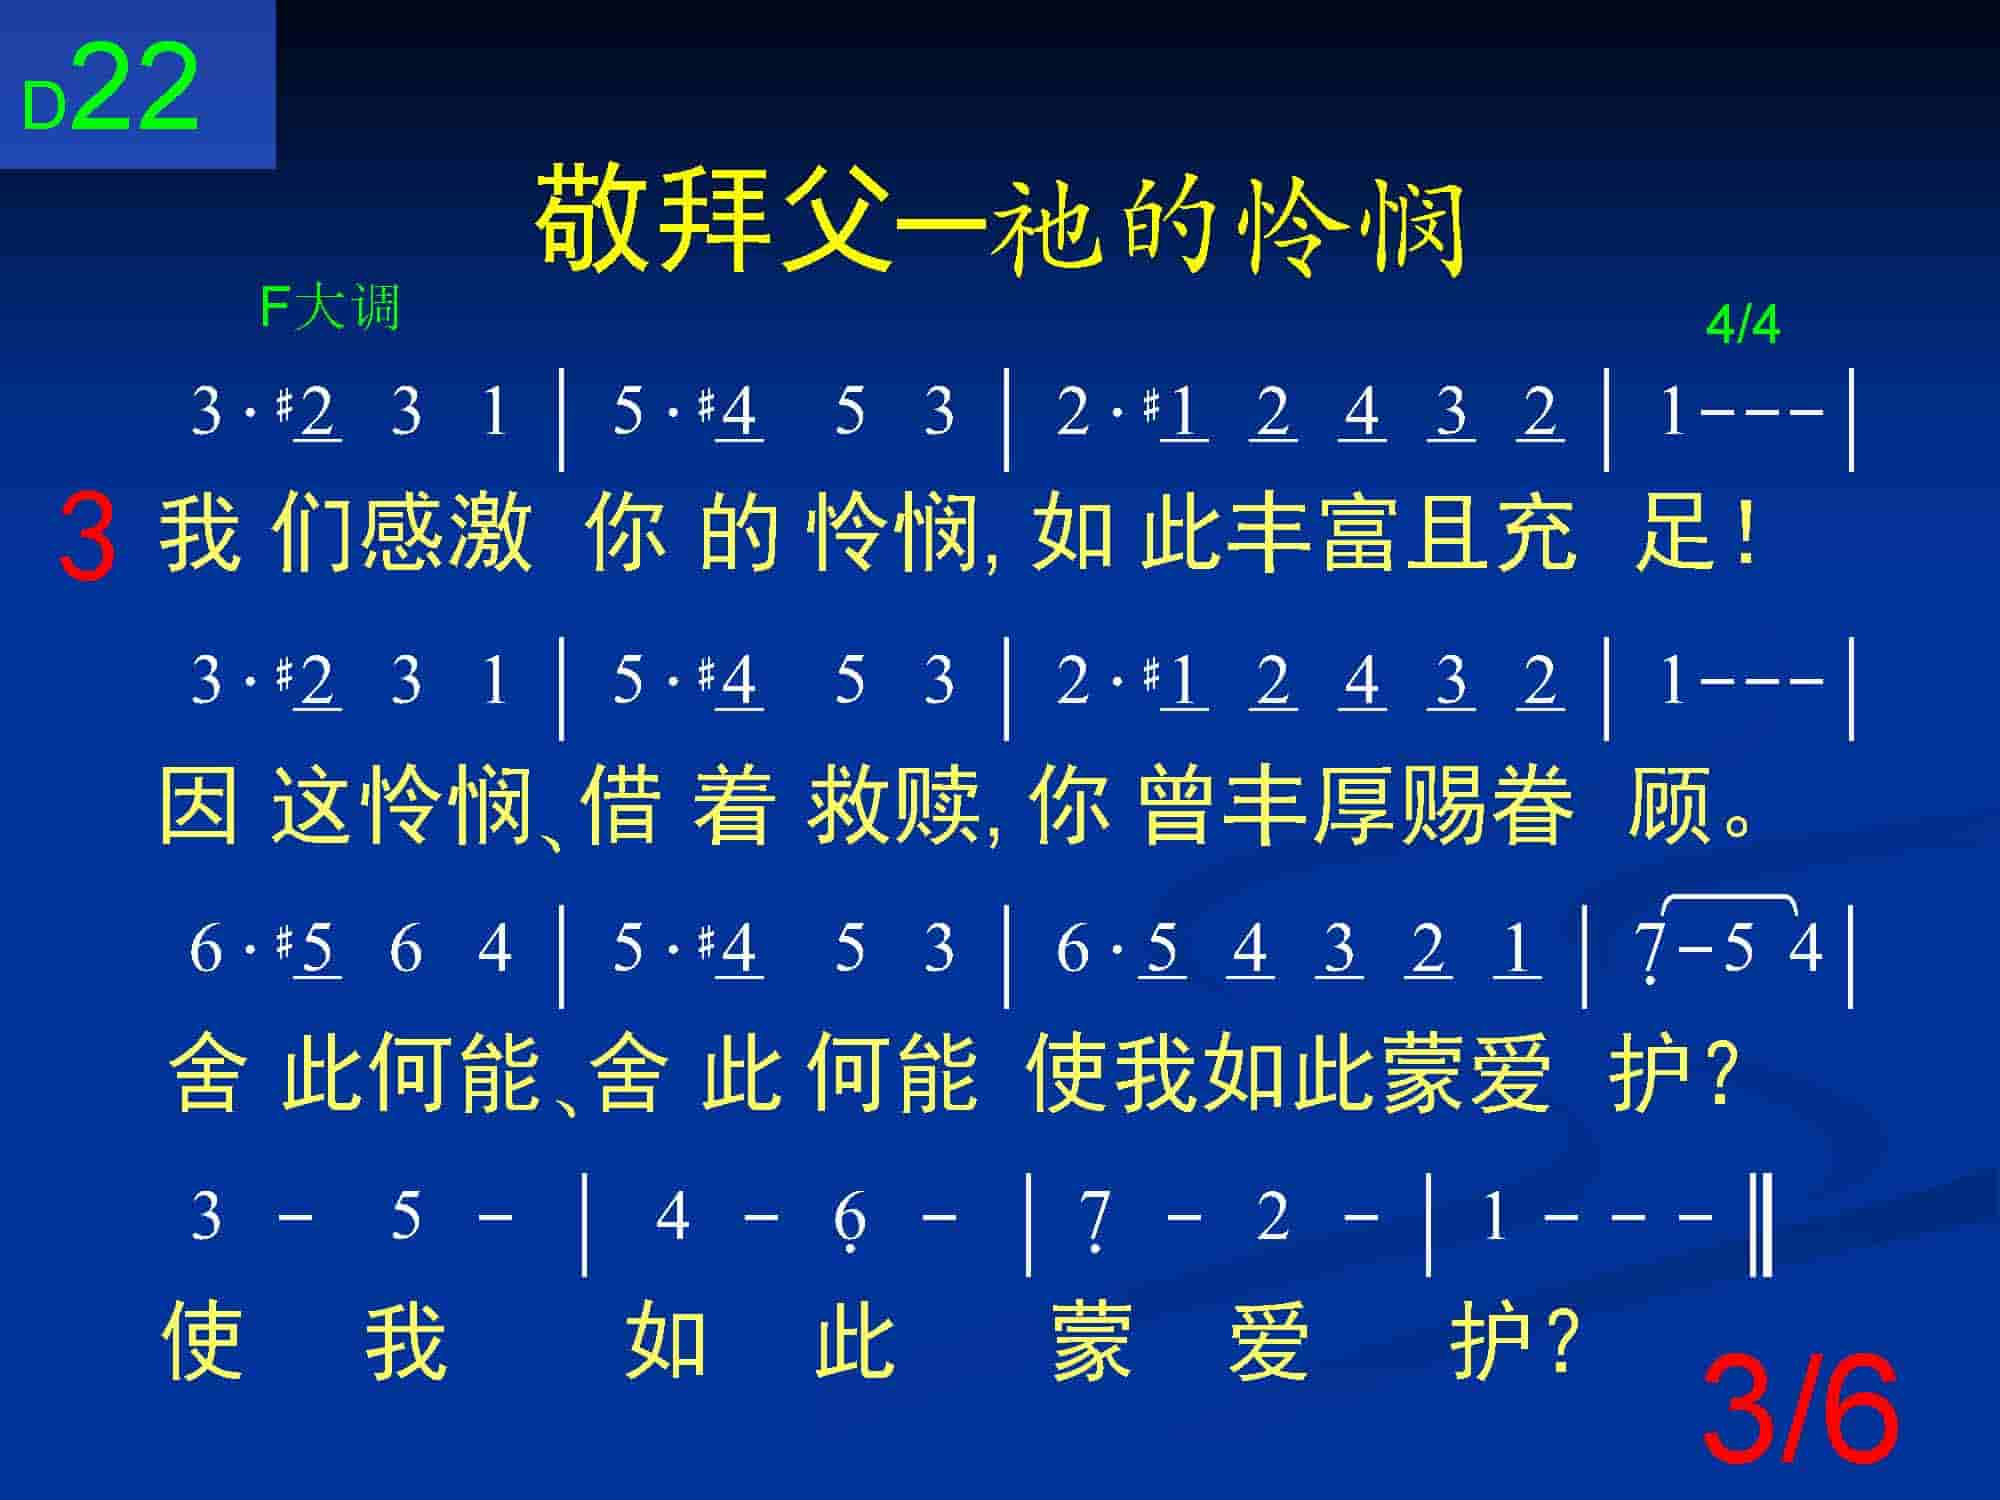 D22
敬拜父—祂的怜悯
F大调 4/4
3·#2 3 1 | 5·#4 5 3 | 2·#1 2 4 3 2 | 1--- |
3 我们感激你的怜悯,如此丰富且充足!
3·#2 3 1 | 5·#4 5 3 | 2·#1 2 4 3 2 | 1--- |
因这怜悯、借着救赎,你曾丰厚赐眷顾。
6·#5 6 4 | 5·#4 5 3 | 6·5 4 3 2 1 | 7̣-5 4 |
舍此何能、舍此何能使我如此蒙爱护?
3 - 5 - | 4 - 6̣ - | 7̣ - 2 - | 1 - - - ‖
使我如此蒙爱护?
3/6